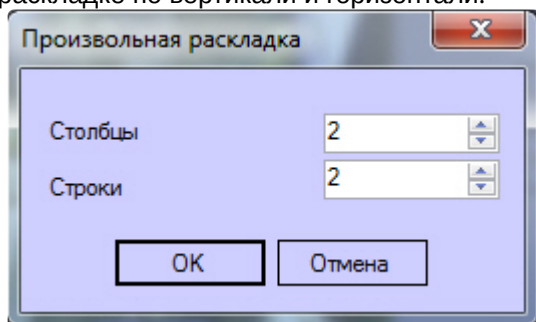 раскладке по вертикали и горизонтали.
Произвольная раскладка
Столбцы 2
Строки 2
OK Отмена